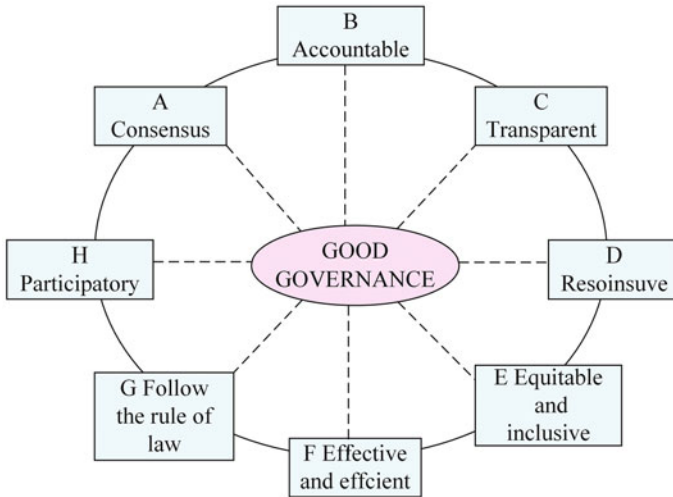 B
Accountable
A
Consensus
C
Transparent
GOOD
GOVERNANCE
H
Participatory
D
Resoinsuve
G Follow
the rule of
law
E Equitable
and
inclusive
F Effective
and effcient